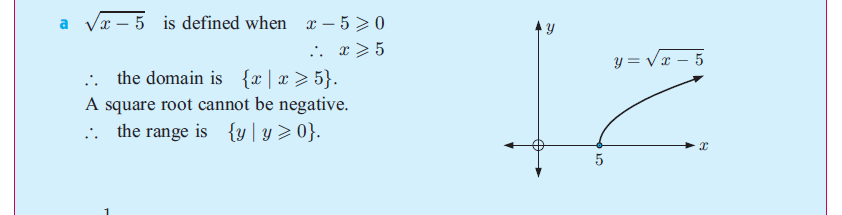 a √x − 5 is defined when x − 5 ⩾ 0
∴ x ⩾ 5
∴ the domain is {x | x ⩾ 5}.
A square root cannot be negative.
∴ the range is {y | y ⩾ 0}.
y
y = √x − 5
x
5
1